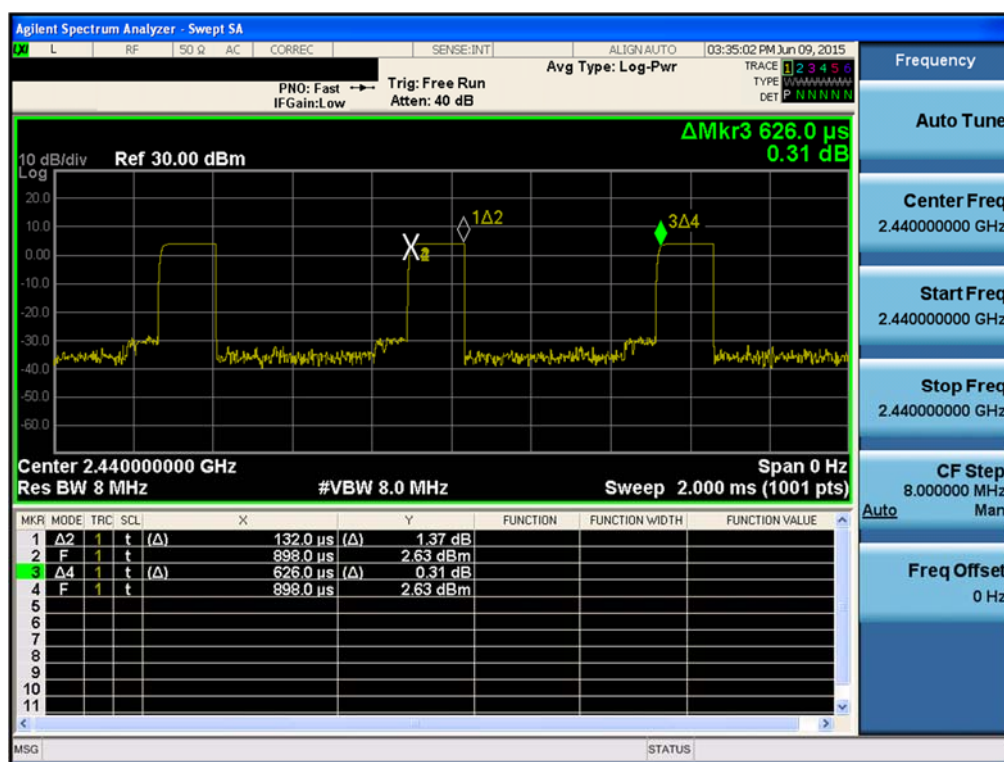 Agilent Spectrum Analyzer - Swept SA
LXI L RF 50 Ω AC CORREC SENSE:INT ALIGN AUTO 03:35:02 PM Jun 09, 2015
Frequency
Avg Type: Log-Pwr
TRACE 1 2 3 4 5 6
PNO: Fast Trig: Free Run
TYPE WWWWWW
IFGain:Low Atten: 40 dB
DET P N N N N N
Auto Tune
ΔMkr3 626.0 µs
0.31 dB
10 dB/div Ref 30.00 dBm
Log
20.0
10.0
0.00
-10.0
-20.0
-30.0
-40.0
-50.0
-60.0
1Δ2
3Δ4
X
Center Freq
2.440000000 GHz
Start Freq
2.440000000 GHz
Stop Freq
2.440000000 GHz
Center 2.440000000 GHz Span 0 Hz
Res BW 8 MHz #VBW 8.0 MHz Sweep 2.000 ms (1001 pts)
CF Step
8.000000 MHz
Auto Man
MKR MODE TRC SCL X Y FUNCTION FUNCTION WIDTH FUNCTION VALUE
1 Δ2 1 t (Δ) 132.0 µs (Δ) 1.37 dB
2 F 1 t 898.0 µs 2.63 dBm
3 Δ4 1 t (Δ) 626.0 µs (Δ) 0.31 dB
4 F 1 t 898.0 µs 2.63 dBm
5
6
7
8
9
10
11
Freq Offset
0 Hz
MSG STATUS